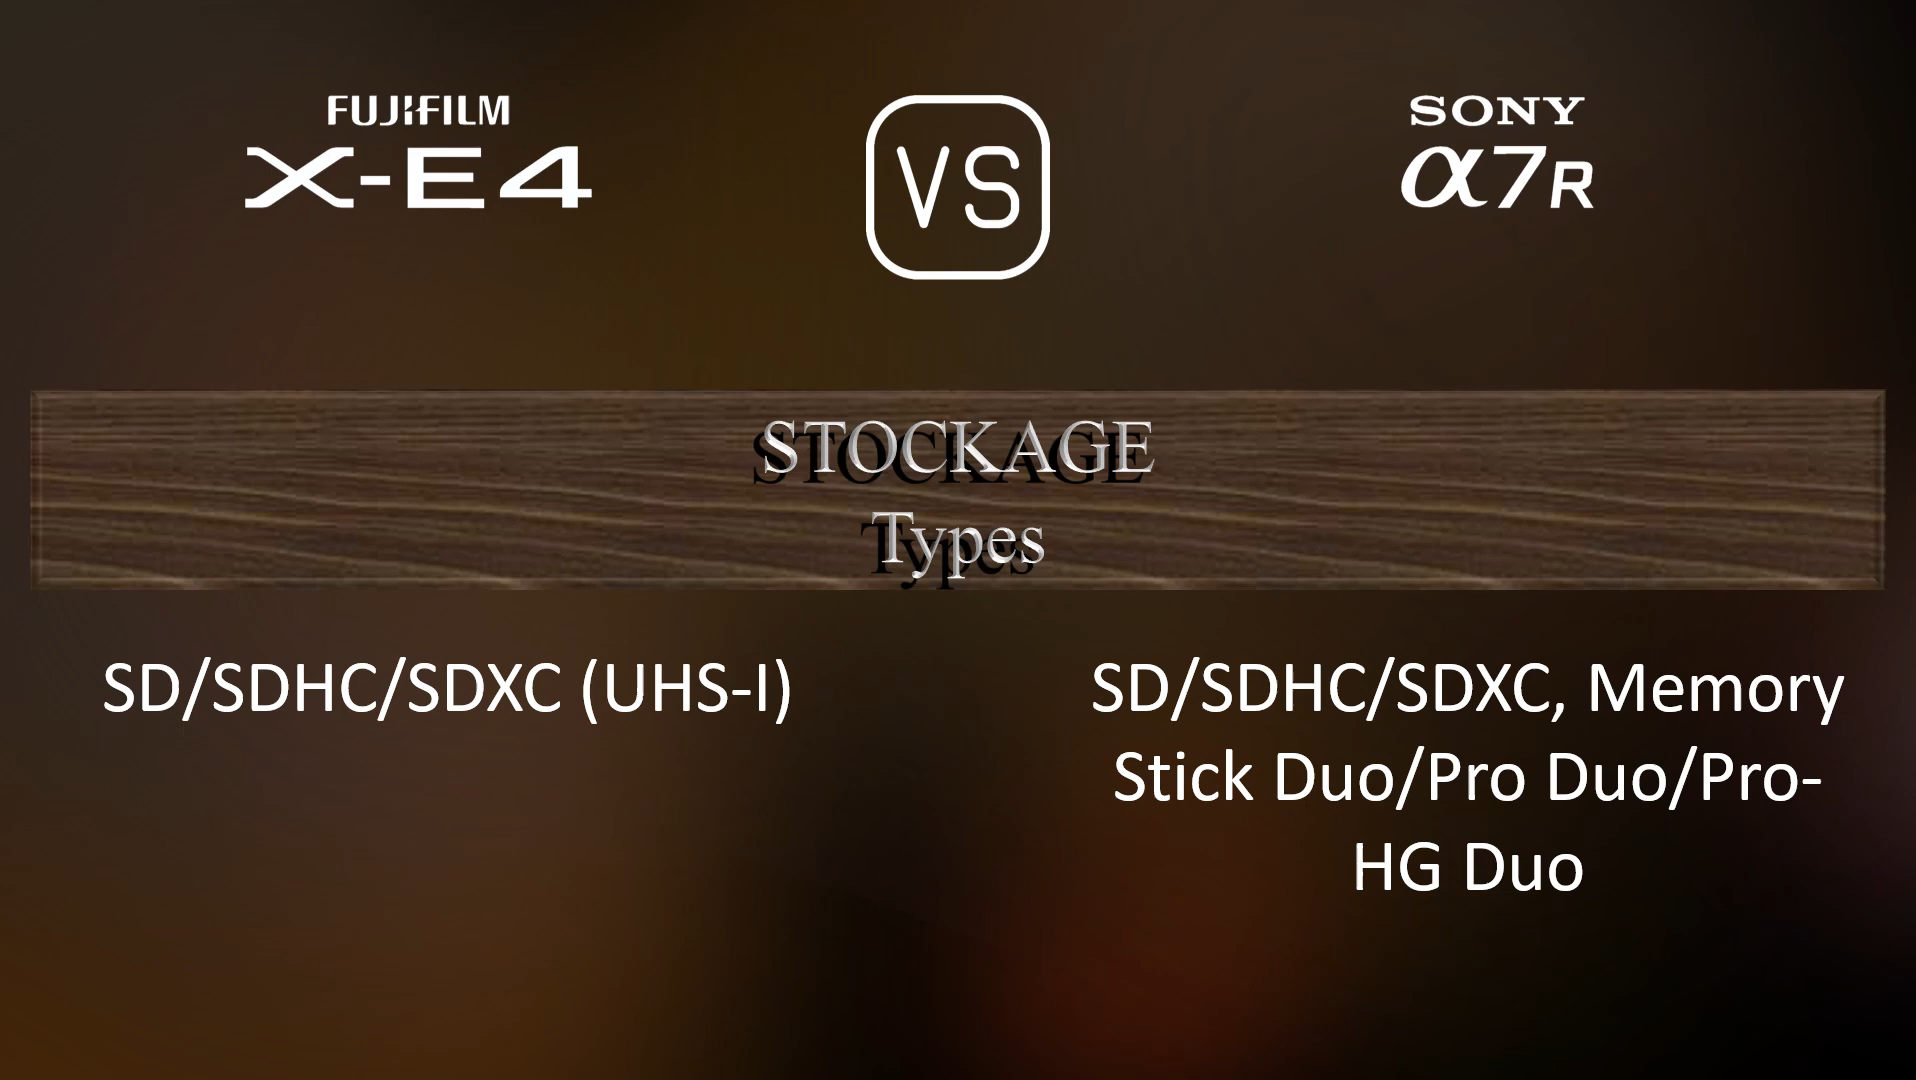 FUJIFILM
X-E4
VS
SONY
α7R
STOCKAGE
Types
SD/SDHC/SDXC (UHS-I)
SD/SDHC/SDXC, Memory
Stick Duo/Pro Duo/Pro-
HG Duo